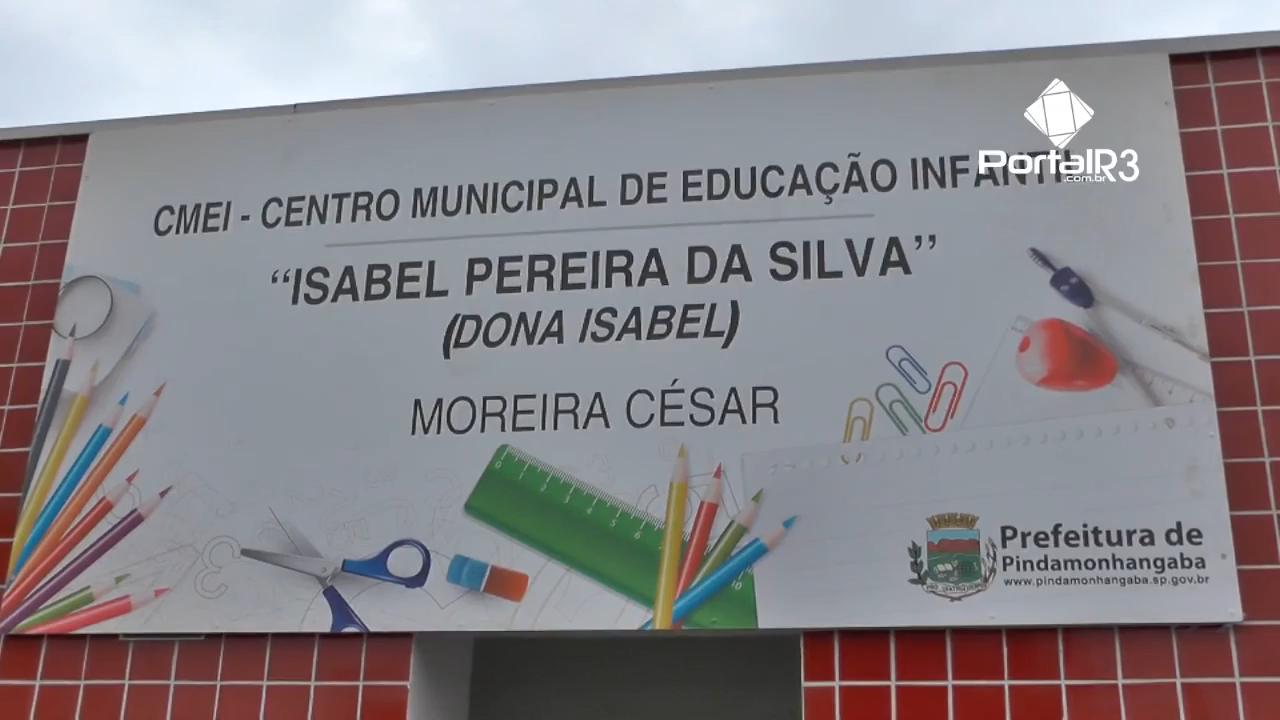 PortalR3
.com.br
CMEI - CENTRO MUNICIPAL DE EDUCAÇÃO INFANTIL
“ISABEL PEREIRA DA SILVA”
(DONA ISABEL)
MOREIRA CÉSAR
Prefeitura de
Pindamonhangaba
www.pindamonhangaba.sp.gov.br